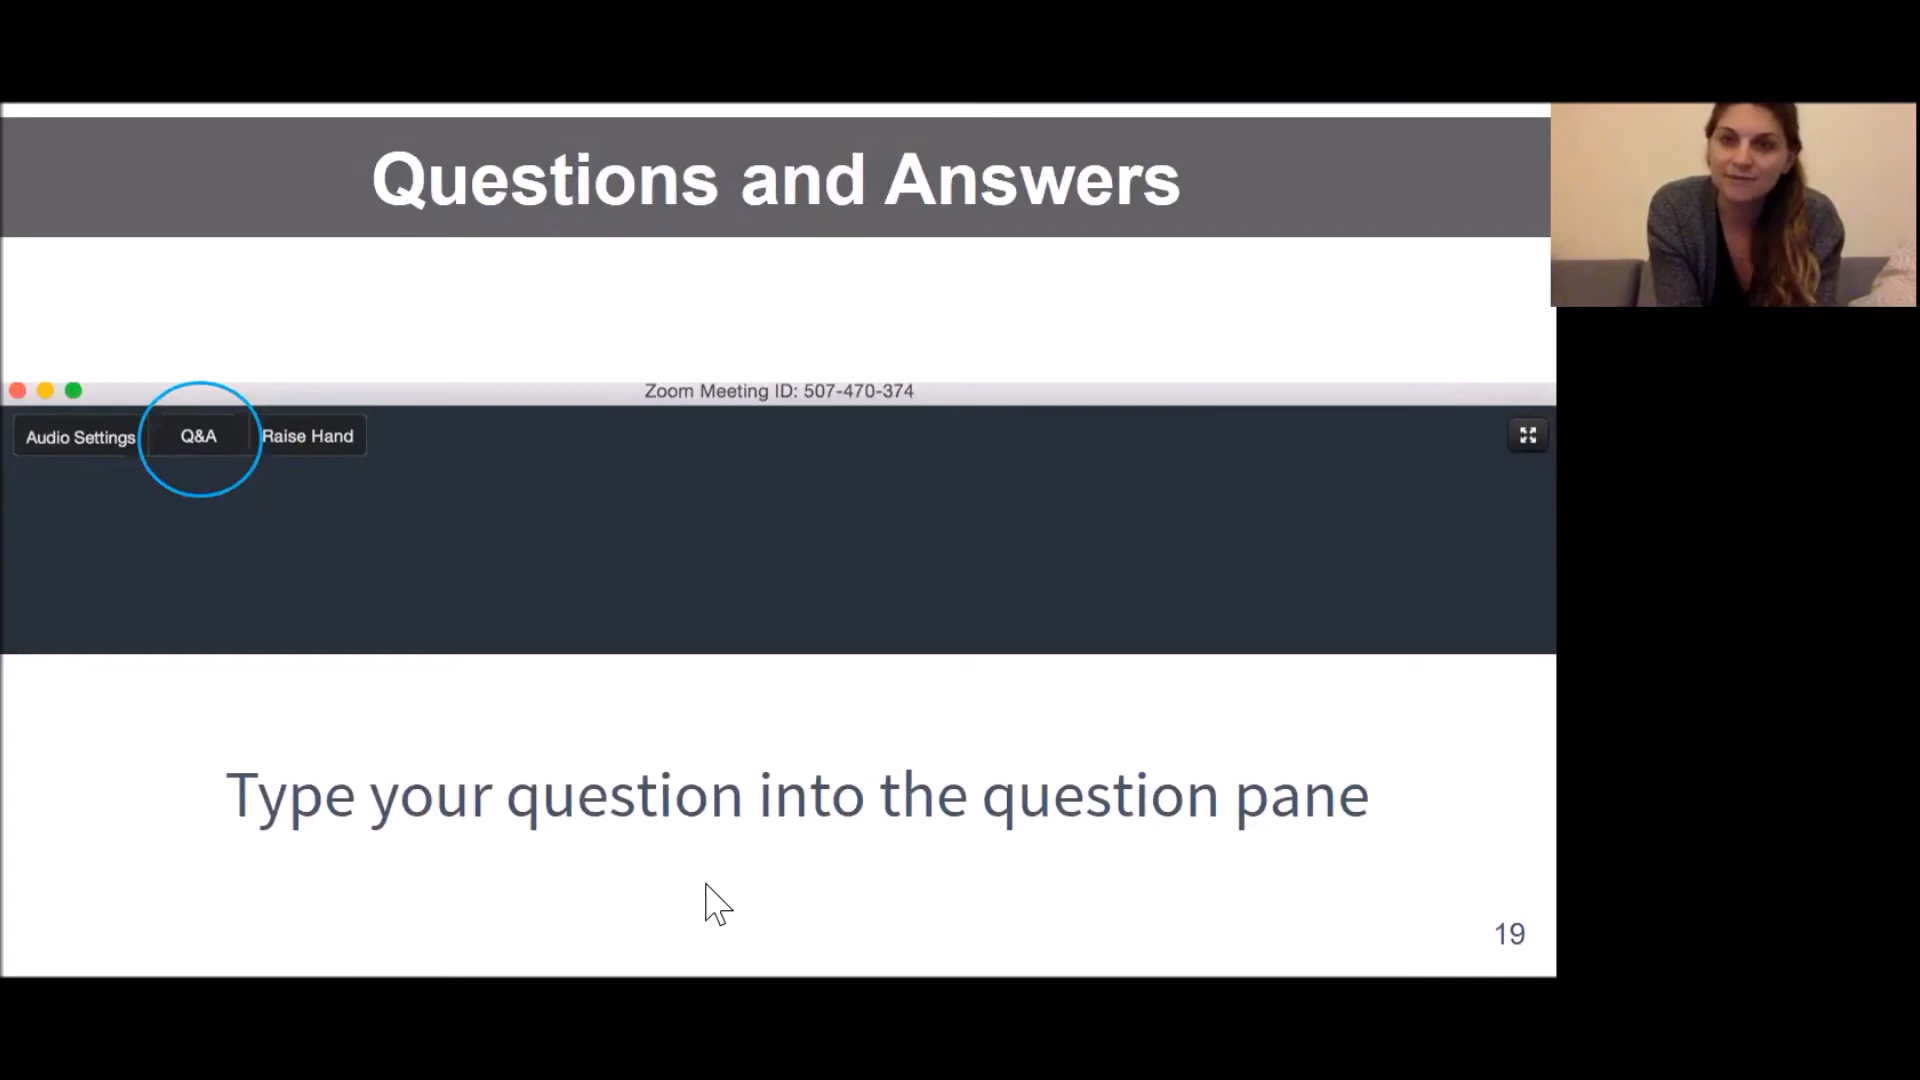 Questions and Answers
Zoom Meeting ID: 507-470-374
Audio Settings Q&A Raise Hand
Type your question into the question pane
19